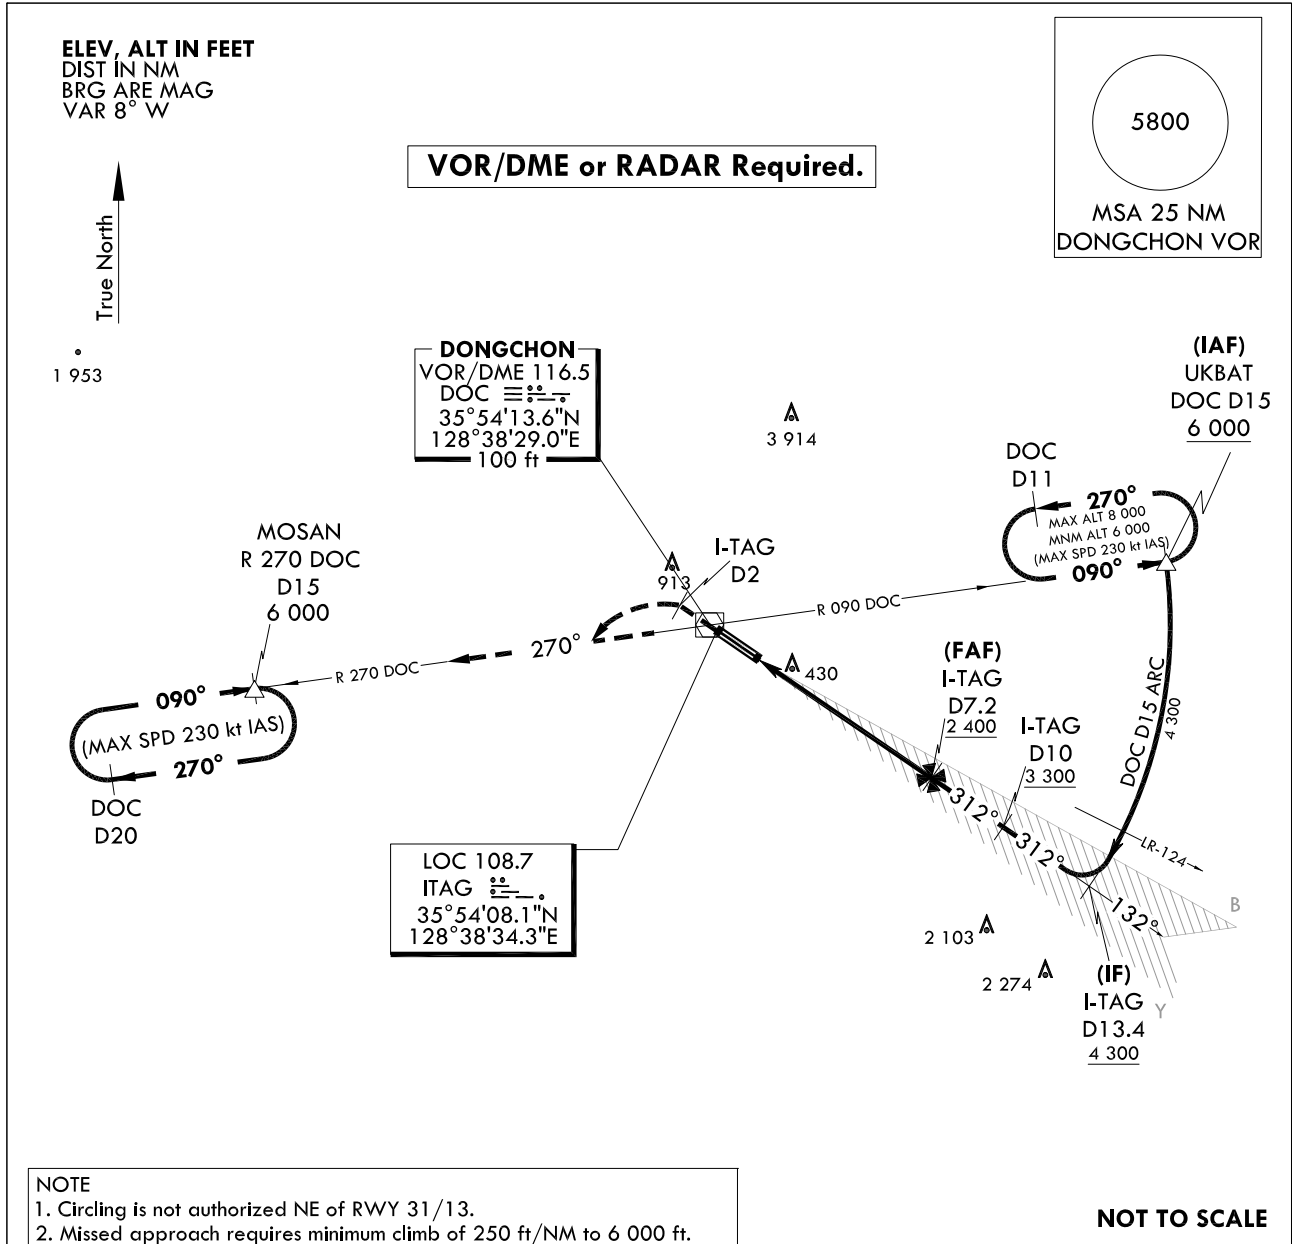 ELEV, ALT IN FEET
DIST IN NM
BRG ARE MAG
VAR 8° W
True North
VOR/DME or RADAR Required.
5800
MSA 25 NM
DONGCHON VOR
1 953
DONGCHON
VOR/DME 116.5
DOC
35°54'13.6"N
128°38'29.0"E
100 ft
3 914
(IAF)
UKBAT
DOC D15
6 000
DOC
D11
270°
MAX ALT 8 000
MNM ALT 6 000
(MAX SPD 230 kt IAS)
090°
MOSAN
R 270 DOC
D15
6 000
913
I-TAG
D2
R 090 DOC
270°
R 270 DOC
090°
(MAX SPD 230 kt IAS)
270°
DOC
D20
430
(FAF)
I-TAG
D7.2
2 400
I-TAG
D10
3 300
DOC D15 ARC
4 300
312°
312°
LR-124
132°
B
Y
LOC 108.7
ITAG
35°54'08.1"N
128°38'34.3"E
2 103
2 274
(IF)
I-TAG
D13.4
4 300
NOTE
1. Circling is not authorized NE of RWY 31/13.
2. Missed approach requires minimum climb of 250 ft/NM to 6 000 ft.
NOT TO SCALE